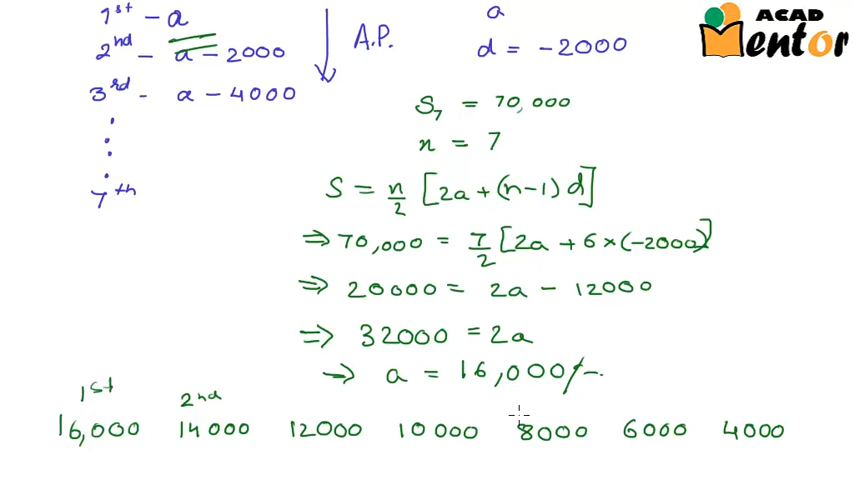 1st - a
2nd - a - 2000
3rd - a - 4000
7th
A.P.
a
d = -2000
ACAD
Mentor
S7 = 70,000
n = 7
S = n/2 [2a + (n-1) d]
⇒ 70,000 = 7/2 [2a + 6 × (-2000)]
⇒ 20000 = 2a - 12000
⇒ 32000 = 2a
→ a = 16,000/-
1st 2nd
16,000 14000 12000 10000 8000 6000 4000